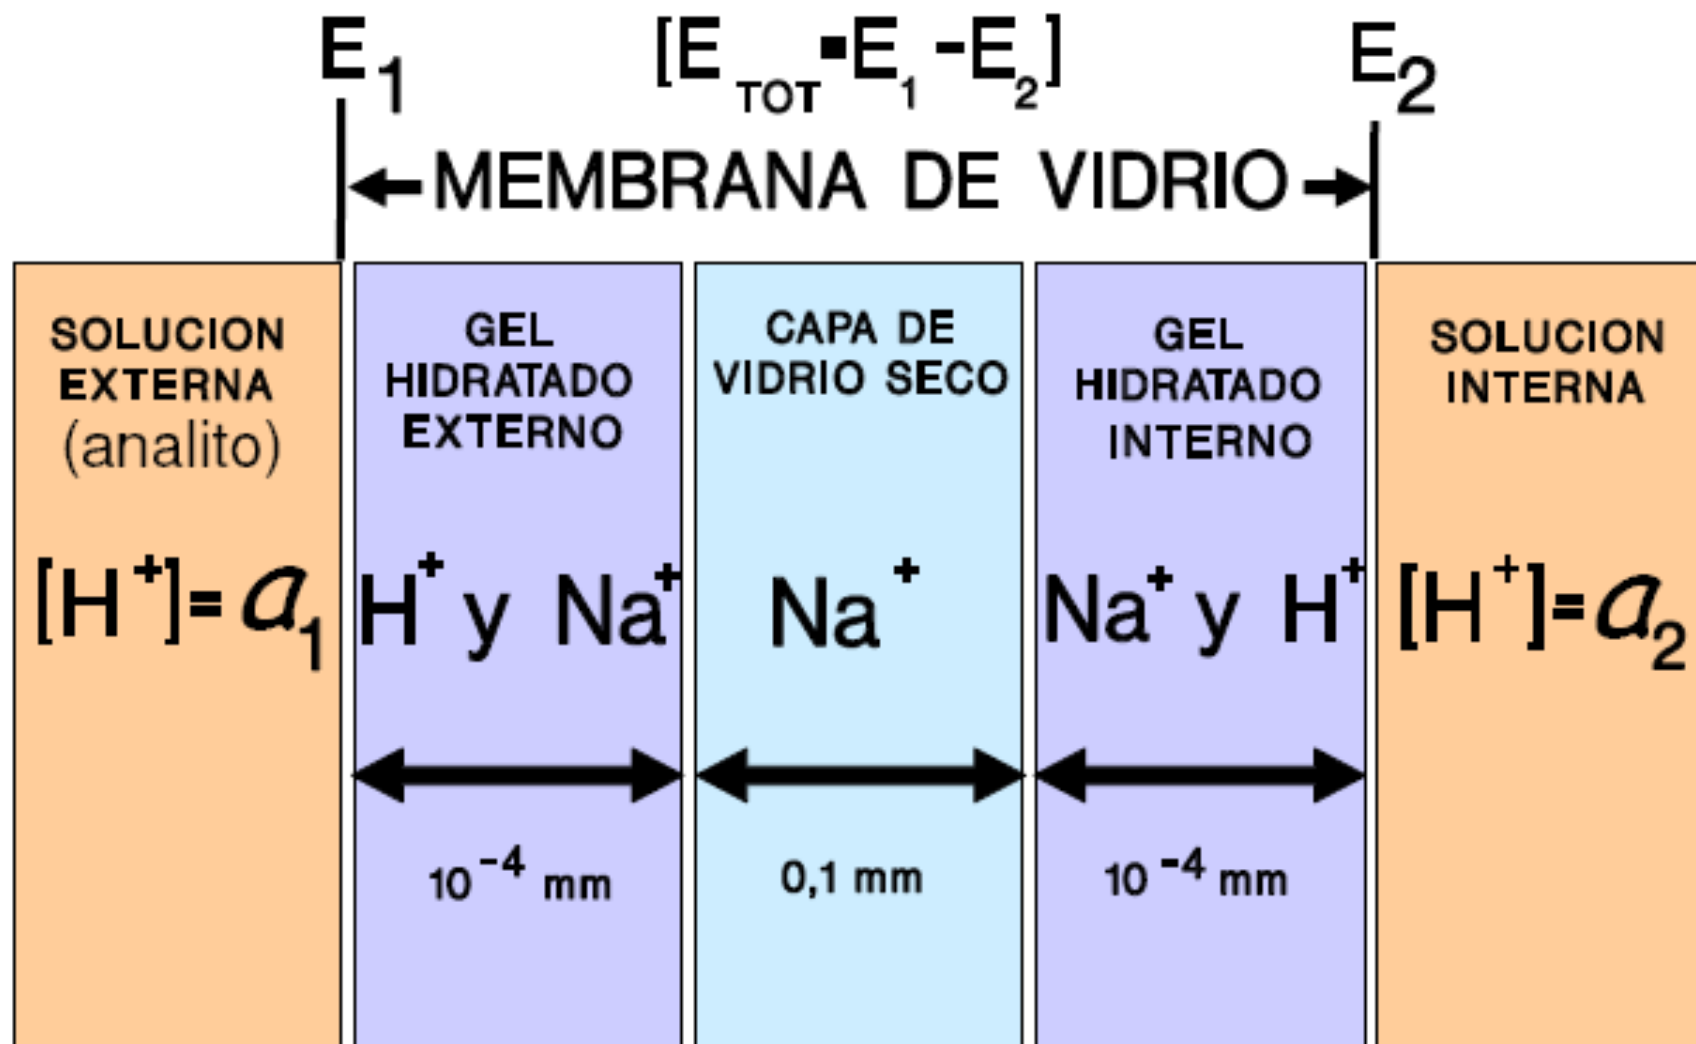 E1
[E TOT ▪E1 -E2]
E2
MEMBRANA DE VIDRIO
SOLUCION
EXTERNA
(analito)
[H+]= a1
GEL
HIDRATADO
EXTERNO
H+ y Na+
10-4 mm
CAPA DE
VIDRIO SECO
Na+
0,1 mm
GEL
HIDRATADO
INTERNO
Na+ y H+
10-4 mm
SOLUCION
INTERNA
[H+]= a2